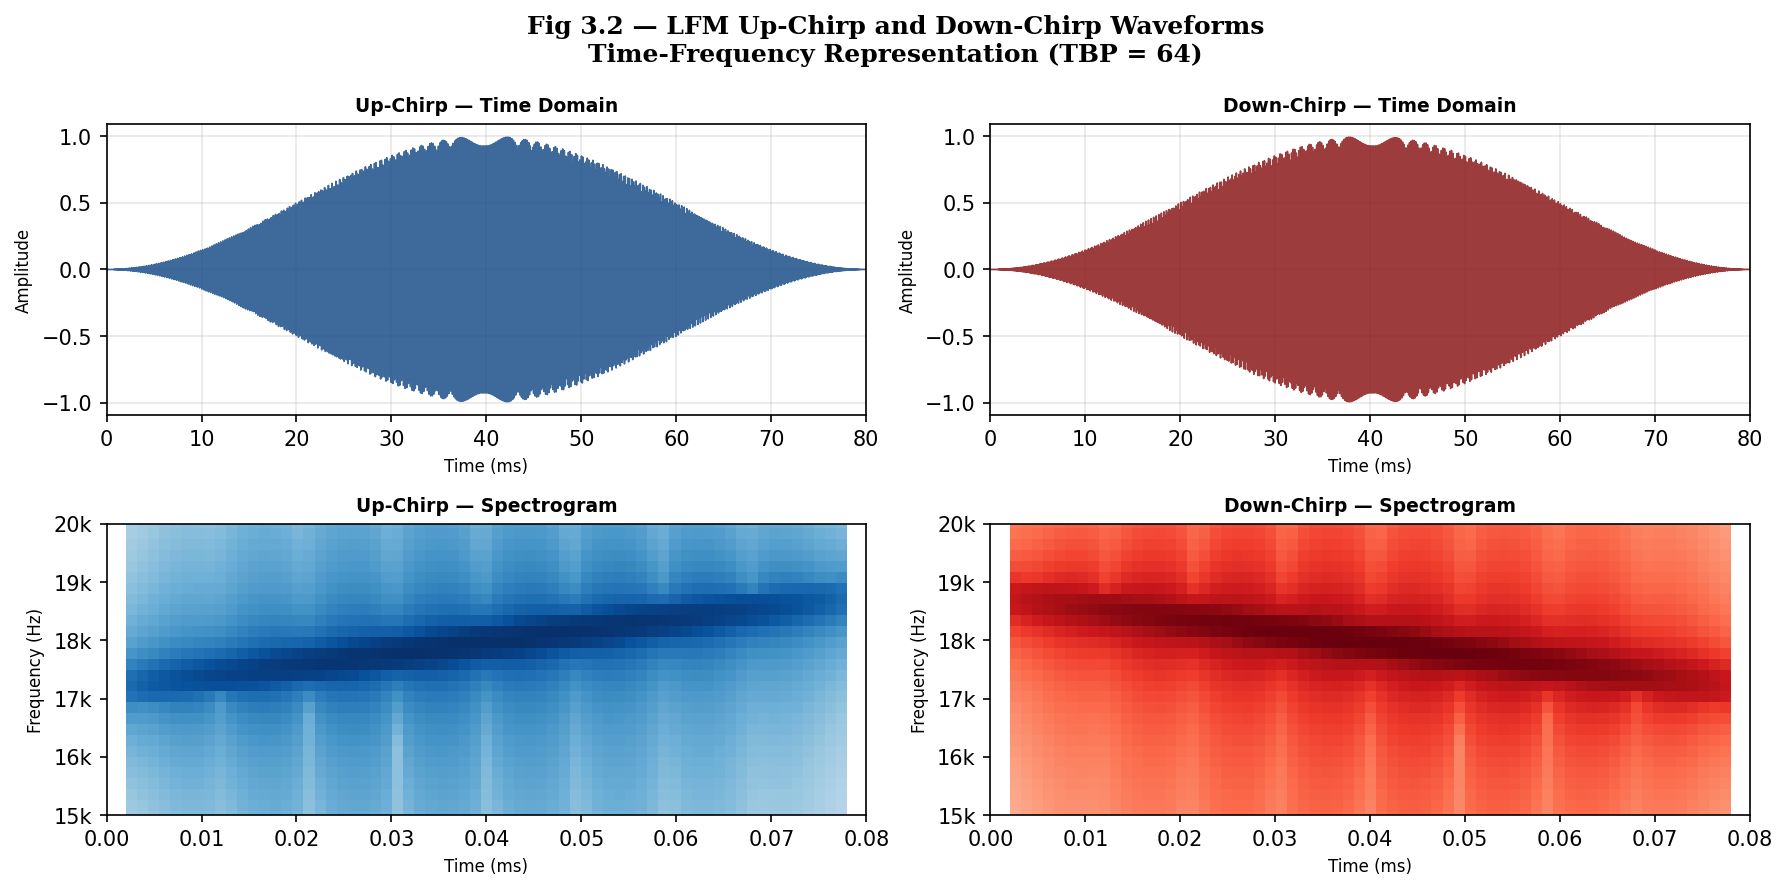 Fig 3.2 — LFM Up-Chirp and Down-Chirp Waveforms
Time-Frequency Representation (TBP = 64)
Up-Chirp — Time Domain
Amplitude
1.0
0.5
0.0
−0.5
−1.0
0 10 20 30 40 50 60 70 80
Time (ms)
Down-Chirp — Time Domain
Amplitude
1.0
0.5
0.0
−0.5
−1.0
0 10 20 30 40 50 60 70 80
Time (ms)
Up-Chirp — Spectrogram
Frequency (Hz)
20k
19k
18k
17k
16k
15k
0.00 0.01 0.02 0.03 0.04 0.05 0.06 0.07 0.08
Time (ms)
Down-Chirp — Spectrogram
Frequency (Hz)
20k
19k
18k
17k
16k
15k
0.00 0.01 0.02 0.03 0.04 0.05 0.06 0.07 0.08
Time (ms)